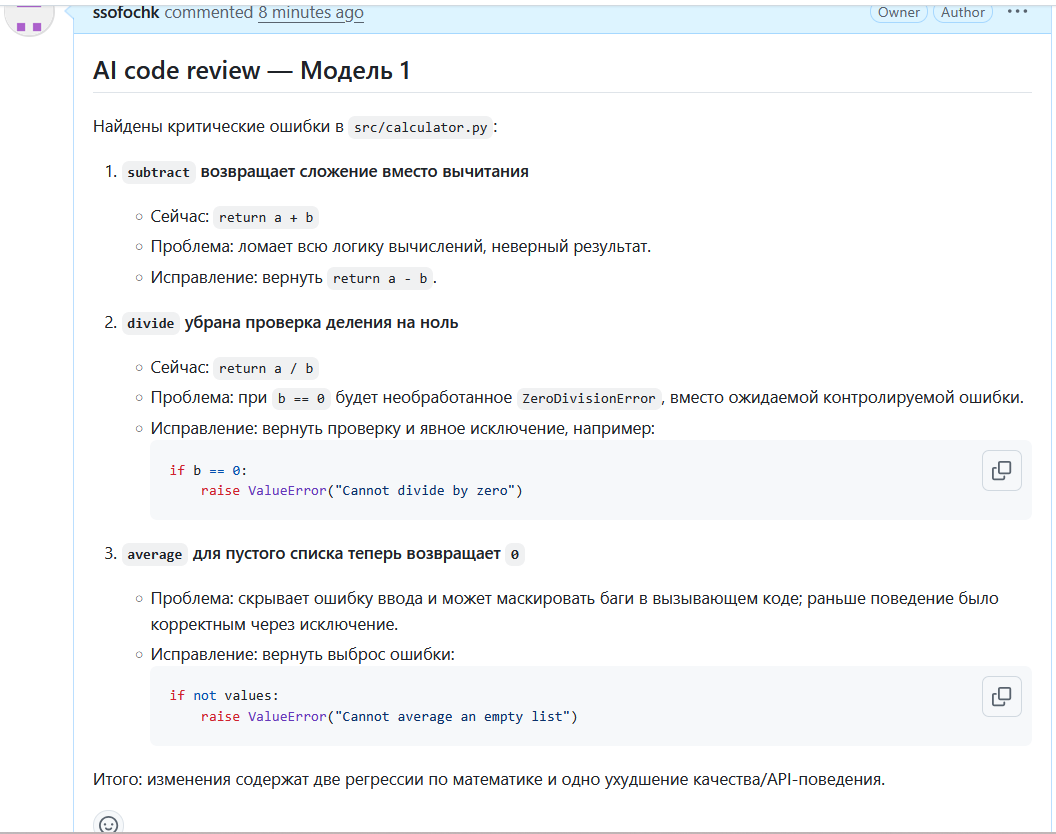 ssofochk commented 8 minutes ago Owner Author ...
AI code review — Модель 1
Найдены критические ошибки в src/calculator.py:
1. subtract возвращает сложение вместо вычитания
○ Сейчас: return a + b
○ Проблема: ломает всю логику вычислений, неверный результат.
○ Исправление: вернуть return a - b.
2. divide убрана проверка деления на ноль
○ Сейчас: return a / b
○ Проблема: при b == 0 будет необработанное ZeroDivisionError, вместо ожидаемой контролируемой ошибки.
○ Исправление: вернуть проверку и явное исключение, например:
if b == 0:
    raise ValueError("Cannot divide by zero")
3. average для пустого списка теперь возвращает 0
○ Проблема: скрывает ошибку ввода и может маскировать баги в вызывающем коде; раньше поведение было
корректным через исключение.
○ Исправление: вернуть выброс ошибки:
if not values:
    raise ValueError("Cannot average an empty list")
Итого: изменения содержат две регрессии по математике и одно ухудшение качества/API-поведения.